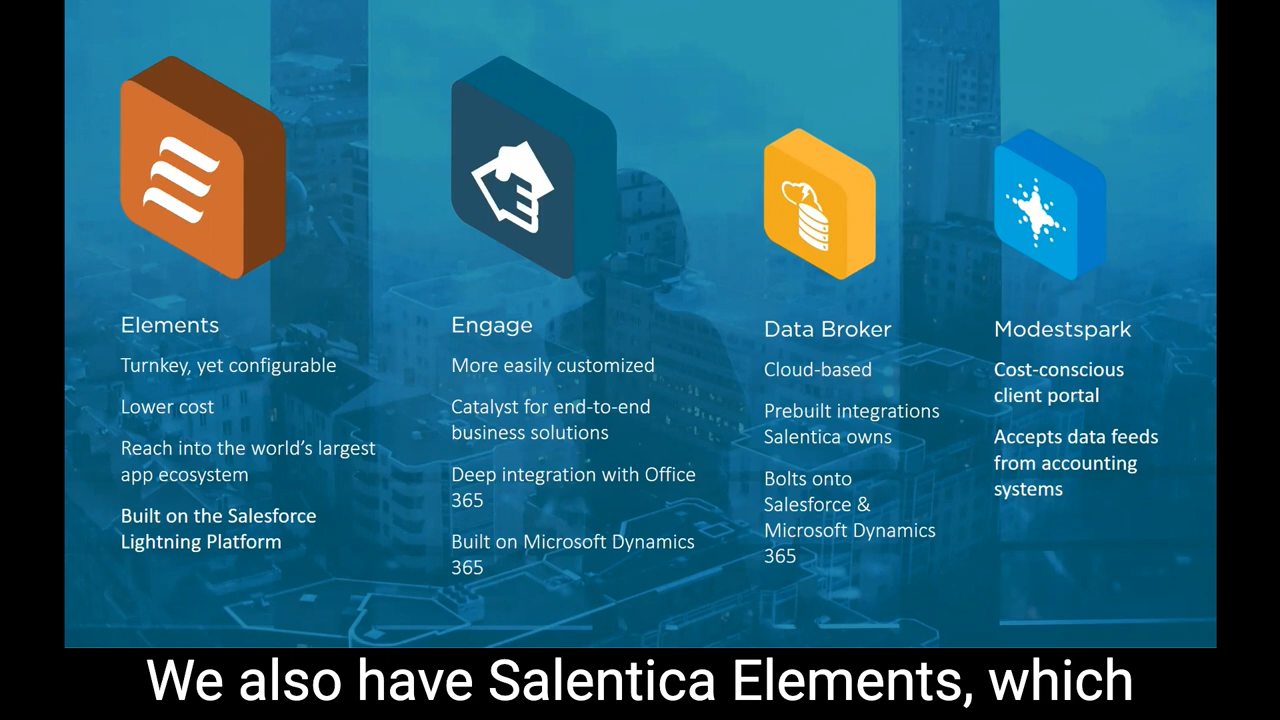 Elements
Turnkey, yet configurable
Lower cost
Reach into the world's largest
app ecosystem
Built on the Salesforce
Lightning Platform
Engage
More easily customized
Catalyst for end-to-end
business solutions
Deep integration with Office
365
Built on Microsoft Dynamics
365
Data Broker
Cloud-based
Prebuilt integrations
Salentica owns
Bolts onto
Salesforce &
Microsoft Dynamics
365
Modestspark
Cost-conscious
client portal
Accepts data feeds
from accounting
systems
We also have Salentica Elements, which